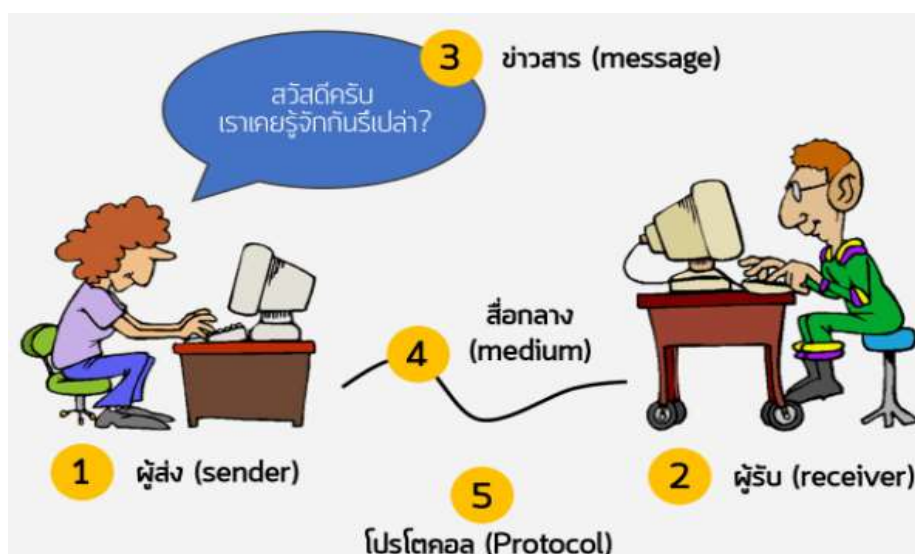 3 ข่าวสาร (message)
สวัสดีครับ
เราเคยรู้จักกันรึเปล่า?
สื่อกลาง
4 (medium)
1 ผู้ส่ง (sender)
2 ผู้รับ (receiver)
5
โปรโตคอล (Protocol)